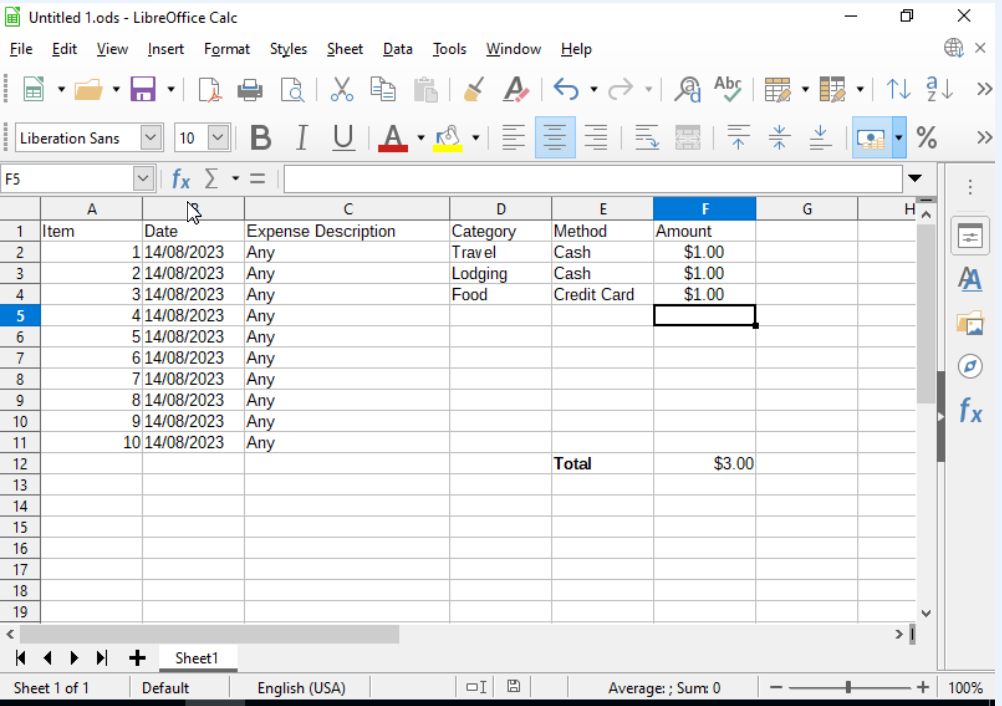 Untitled 1.ods - LibreOffice Calc
File Edit View Insert Format Styles Sheet Data Tools Window Help
Abc
a z
Liberation Sans 10 B I U A %
F5 fx Σ =
A B C D E F G H
1 Item Date Expense Description Category Method Amount
2 1 14/08/2023 Any Travel Cash $1.00
3 2 14/08/2023 Any Lodging Cash $1.00
4 3 14/08/2023 Any Food Credit Card $1.00
5 4 14/08/2023 Any
6 5 14/08/2023 Any
7 6 14/08/2023 Any
8 7 14/08/2023 Any
9 8 14/08/2023 Any
10 9 14/08/2023 Any
11 10 14/08/2023 Any
12 Total $3.00
13
14
15
16
17
18
19
Sheet1
Sheet 1 of 1 Default English (USA) Average: ; Sum: 0 100%